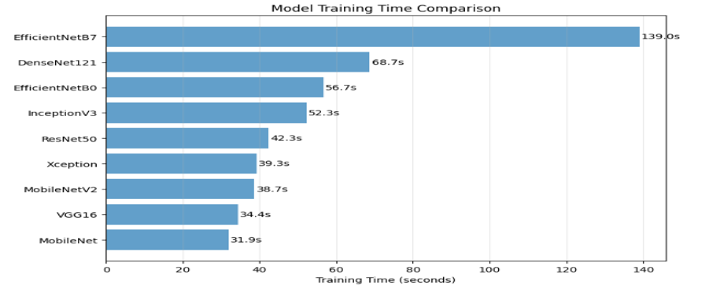 Model Training Time Comparison
EfficientNetB7 139.0s
DenseNet121 68.7s
EfficientNetB0 56.7s
InceptionV3 52.3s
ResNet50 42.3s
Xception 39.3s
MobileNetV2 38.7s
VGG16 34.4s
MobileNet 31.9s
0 20 40 60 80 100 120 140
Training Time (seconds)